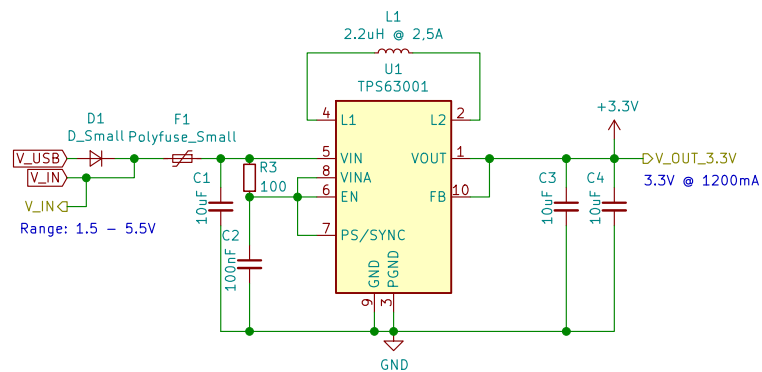 L1
2.2uH @ 2,5A
U1
TPS63001
+3.3V
D1
F1
D_Small
Polyfuse_Small
4
L1
L2
2
V_USB
5
VIN
VOUT
1
V_OUT_3.3V
V_IN
R3
100
8
VINA
C1
10uF
C3
10uF
C4
10uF
3.3V @ 1200mA
6
EN
FB
10
V_IN
Range: 1.5 - 5.5V
C2
100nF
7
PS/SYNC
GND
PGND
9
3
GND